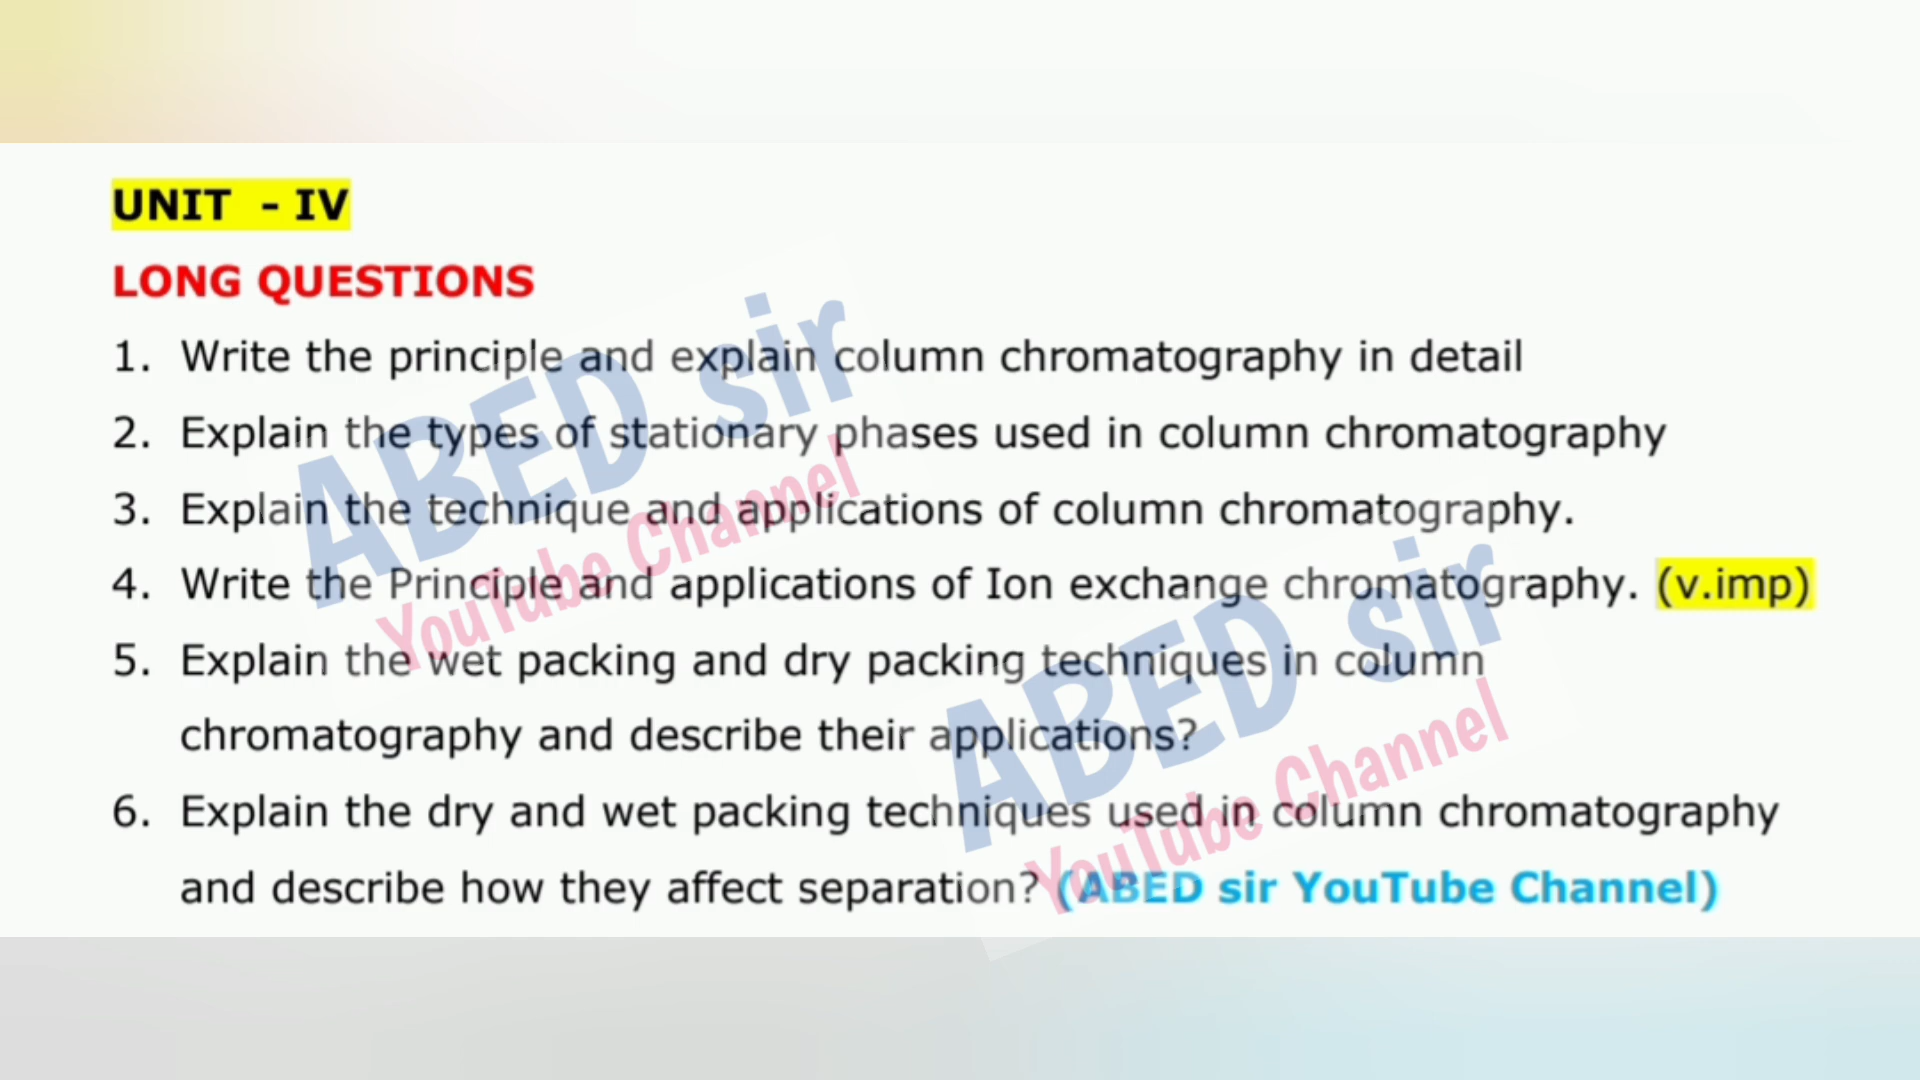 UNIT - IV
LONG QUESTIONS
1. Write the principle and explain column chromatography in detail
2. Explain the types of stationary phases used in column chromatography
3. Explain the technique and applications of column chromatography.
4. Write the Principle and applications of Ion exchange chromatography. (v.imp)
5. Explain the wet packing and dry packing techniques in column
chromatography and describe their applications?
6. Explain the dry and wet packing techniques used in column chromatography
and describe how they affect separation? (ABED sir YouTube Channel)
ABED sir
YouTube Channel
ABED sir
YouTube Channel